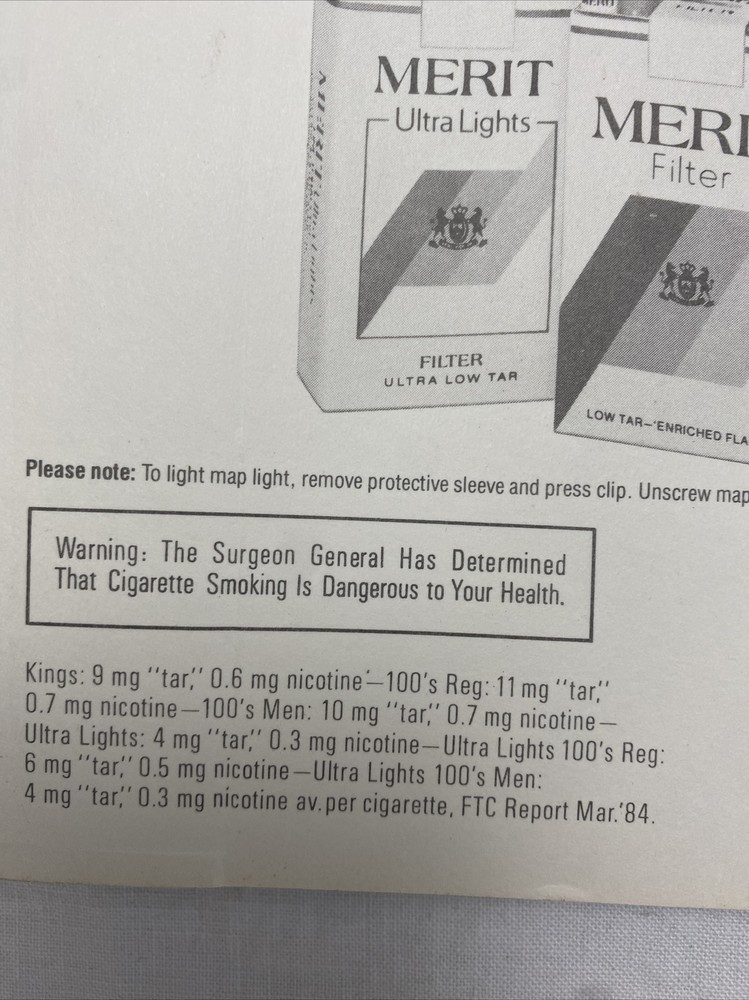 MERIT
Ultra Lights
FILTER
ULTRA LOW TAR
MERI
Filter
LOW TAR–'ENRICHED FLA
Please note: To light map light, remove protective sleeve and press clip. Unscrew map
Warning: The Surgeon General Has Determined
That Cigarette Smoking Is Dangerous to Your Health.
Kings: 9 mg "tar," 0.6 mg nicotine—100's Reg: 11 mg "tar,"
0.7 mg nicotine—100's Men: 10 mg "tar," 0.7 mg nicotine—
Ultra Lights: 4 mg "tar," 0.3 mg nicotine—Ultra Lights 100's Reg:
6 mg "tar," 0.5 mg nicotine—Ultra Lights 100's Men:
4 mg "tar," 0.3 mg nicotine av. per cigarette, FTC Report Mar.'84.